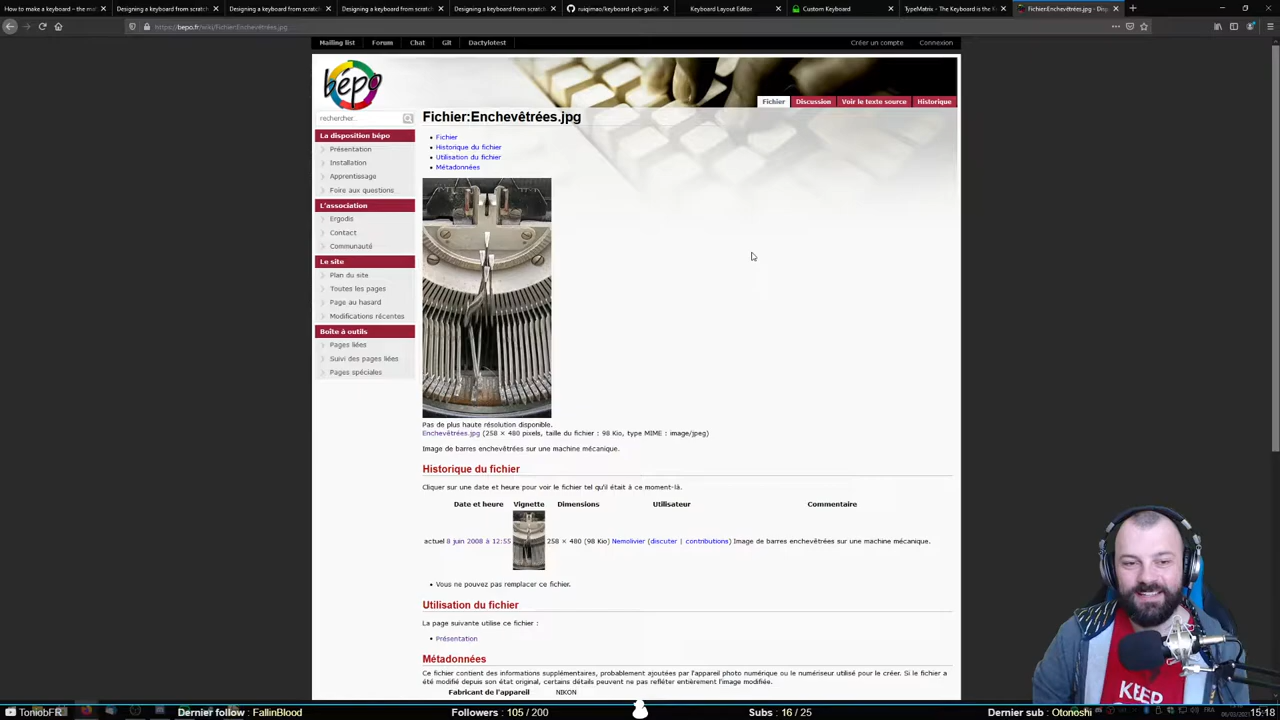 How to make a keyboard – the mat
Designing a keyboard from scratch
Designing a keyboard from scratch
Designing a keyboard from scratch
Designing a keyboard from scratch
ruiqimao/keyboard-pcb-guide
Keyboard Layout Editor
Custom Keyboard
TypeMatrix - The Keyboard is the K
Fichier:Enchevêtrées.jpg - Disp
https://bepo.fr/wiki/Fichier:Enchevêtrées.jpg
Mailing list Forum Chat Git Dactylotest
Créer un compte Connexion
bépo
Fichier Discussion Voir le texte source Historique
rechercher
La disposition bépo
Présentation
Installation
Apprentissage
Foire aux questions
L'association
Ergodis
Contact
Communauté
Le site
Plan du site
Toutes les pages
Page au hasard
Modifications récentes
Boîte à outils
Pages liées
Suivi des pages liées
Pages spéciales
Fichier:Enchevêtrées.jpg
Fichier
Historique du fichier
Utilisation du fichier
Métadonnées
Pas de plus haute résolution disponible.
Enchevêtrées.jpg (258 × 480 pixels, taille du fichier : 98 Kio, type MIME : image/jpeg)
Image de barres enchevêtrées sur une machine mécanique.
Historique du fichier
Cliquer sur une date et heure pour voir le fichier tel qu'il était à ce moment-là.
Date et heure Vignette Dimensions Utilisateur Commentaire
actuel 8 juin 2008 à 12:55 258 × 480 (98 Kio) Nemolivier (discuter | contributions) Image de barres enchevêtrées sur une machine mécanique.
Vous ne pouvez pas remplacer ce fichier.
Utilisation du fichier
La page suivante utilise ce fichier :
Présentation
Métadonnées
Ce fichier contient des informations supplémentaires, probablement ajoutées par l'appareil photo numérique ou le numériseur utilisé pour le créer. Si le fichier a
été modifié depuis son état original, certains détails peuvent ne pas refléter entièrement l'image modifiée.
Fabricant de l'appareil NIKON
KEEP
ToniobFR
Dernier follow : FallinBlood
Followers : 105 / 200
Subs : 16 / 25
Dernier sub : Otonoshi
FR
15:18